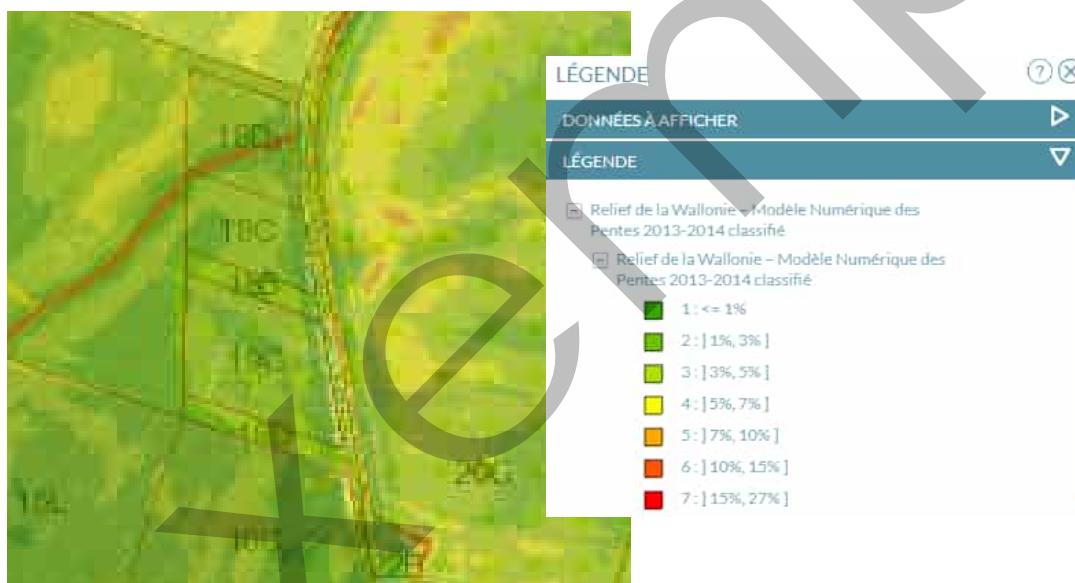 LÉGENDE
DONNÉES À AFFICHER
LÉGENDE
Relief de la Wallonie – Modèle Numérique des
Pentes 2013-2014 classifié
Relief de la Wallonie – Modèle Numérique des
Pentes 2013-2014 classifié
1 : <= 1%
2 : ] 1%, 3% ]
3 : ] 3%, 5% ]
4 : ] 5%, 7% ]
5 : ] 7%, 10% ]
6 : ] 10%, 15% ]
7 : ] 15%, 27% ]
18D
18C